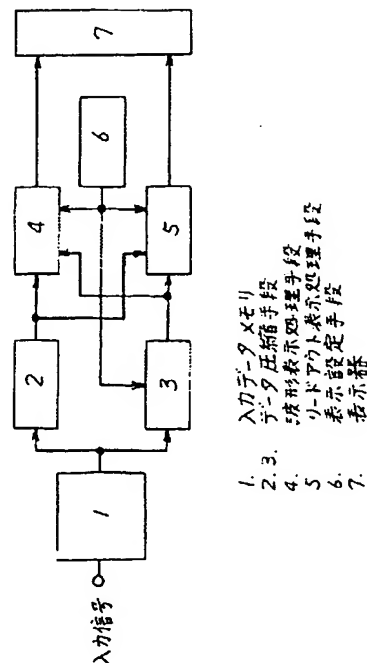 入力信号
1
2
3
4
5
6
7
1. 入力データメモリ
2.3. データ圧縮手段
4. 波形表示処理手段
5 リードアウト表示処理手段
6. 表示設定手段
7. 表示器